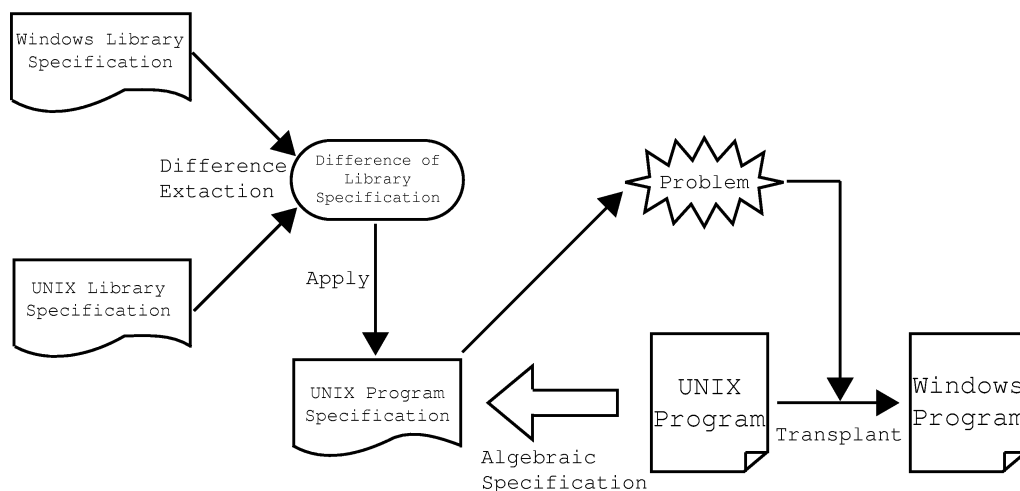 Windows Library
Specification
Difference
Extaction
Difference of
Library
Specification
Problem
UNIX Library
Specification
Apply
UNIX Program
Specification
Algebraic
Specification
UNIX
Program
Transplant
Windows
Program